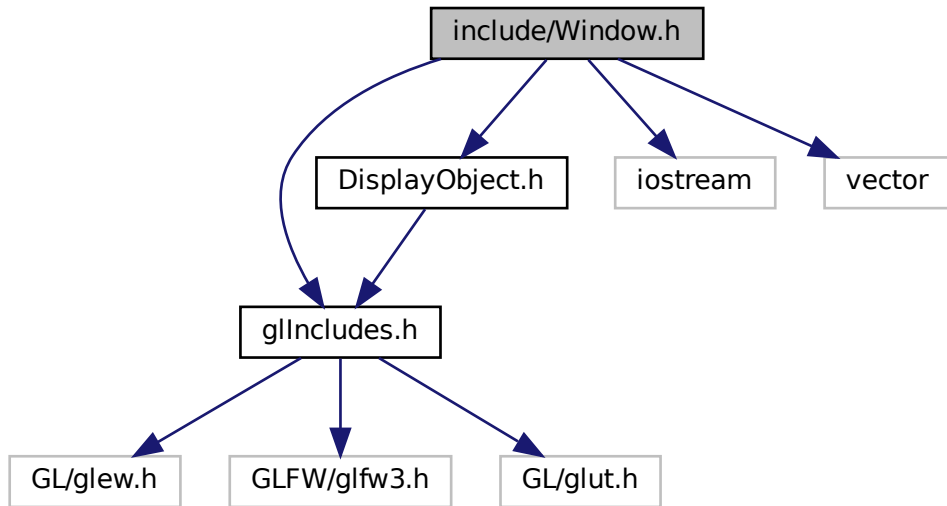 include/Window.h
DisplayObject.h
iostream
vector
glIncludes.h
GL/glew.h
GLFW/glfw3.h
GL/glut.h